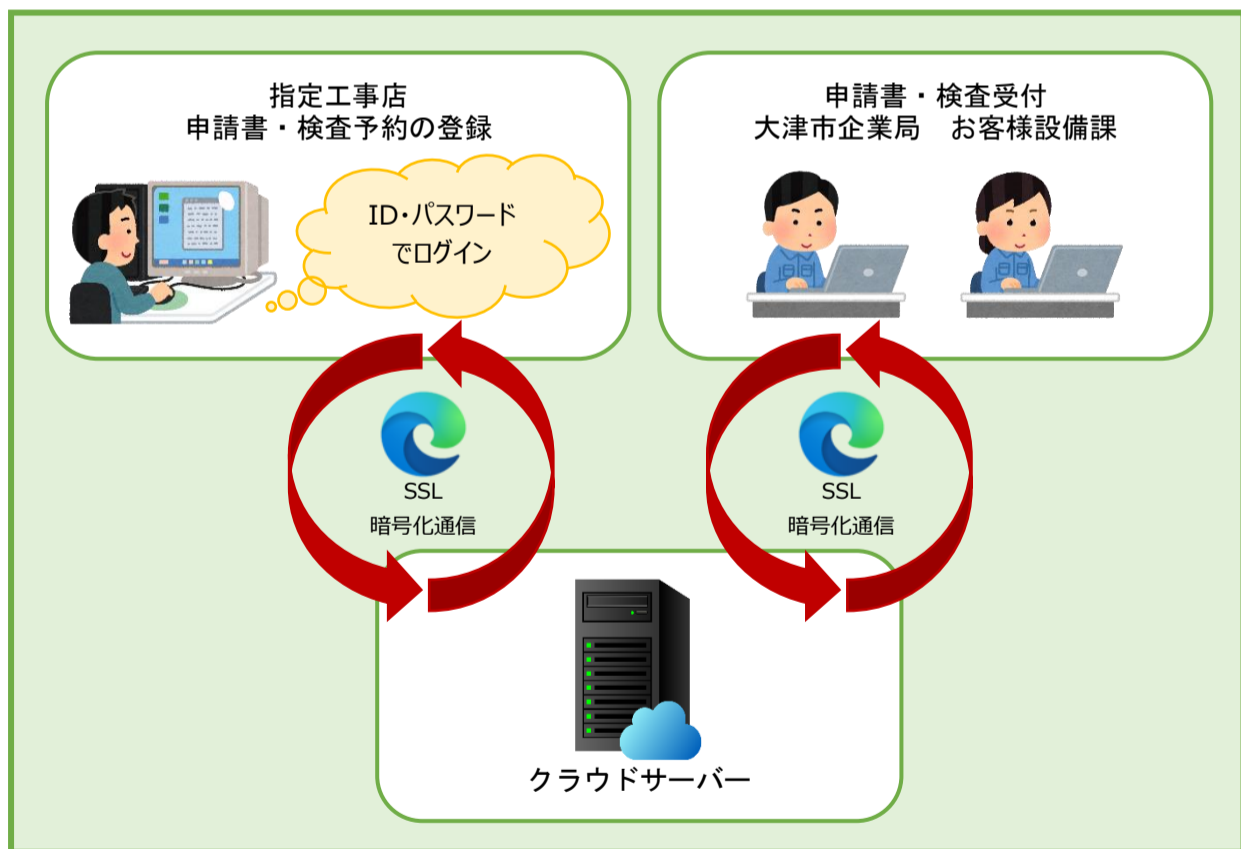 指定工事店
申請書・検査予約の登録
ID・パスワード
でログイン
申請書・検査受付
大津市企業局　お客様設備課
SSL
暗号化通信
SSL
暗号化通信
クラウドサーバー